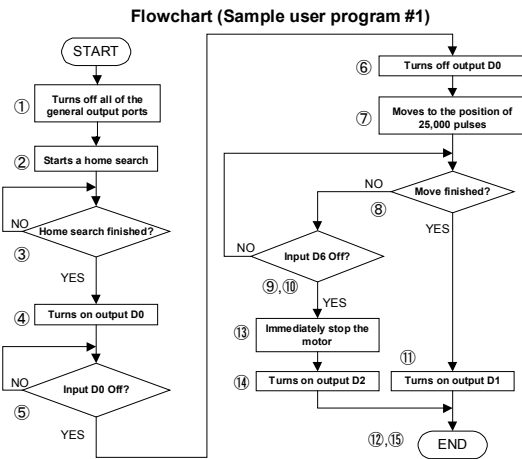 Flowchart (Sample user program #1)
START
①
Turns off all of the
general output ports
②
Starts a home search
NO
Home search finished?
③
YES
④
Turns on output D0
NO
Input D0 Off?
⑤
YES
⑥
Turns off output D0
⑦
Moves to the position of
25,000 pulses
NO
Move finished?
⑧
YES
NO
Input D6 Off?
⑨,⑩
YES
⑬
Immediately stop the
motor
⑪
⑭
Turns on output D2
Turns on output D1
⑫,⑮
END